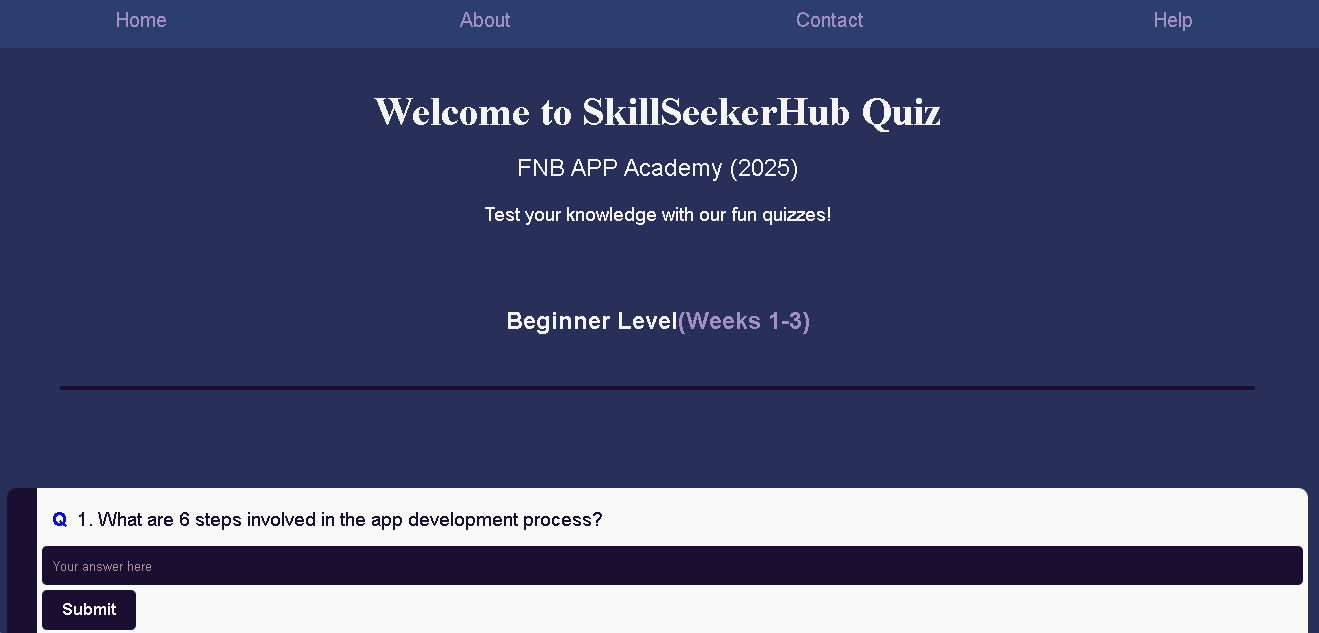 Home About Contact Help
Welcome to SkillSeekerHub Quiz
FNB APP Academy (2025)
Test your knowledge with our fun quizzes!
Beginner Level(Weeks 1-3)
Q 1. What are 6 steps involved in the app development process?
Your answer here
Submit